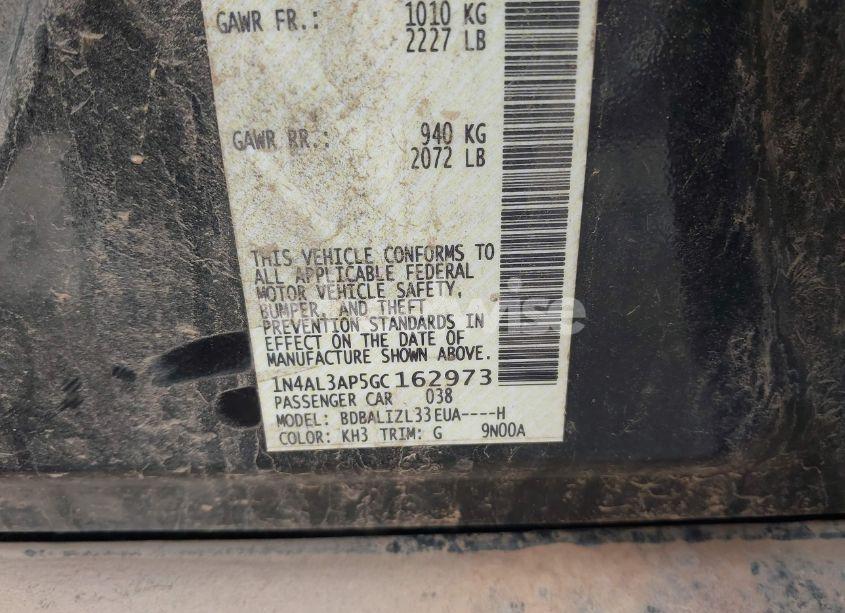 GAWR FR.: 1010 KG
2227 LB
GAWR RR.: 940 KG
2072 LB
THIS VEHICLE CONFORMS TO
ALL APPLICABLE FEDERAL
MOTOR VEHICLE SAFETY,
BUMPER, AND THEFT
PREVENTION STANDARDS IN
EFFECT ON THE DATE OF
MANUFACTURE SHOWN ABOVE.
1N4AL3AP5GC162973
PASSENGER CAR 038
MODEL: BDBALIZL33EUA----H
COLOR: KH3 TRIM: G 9N00A